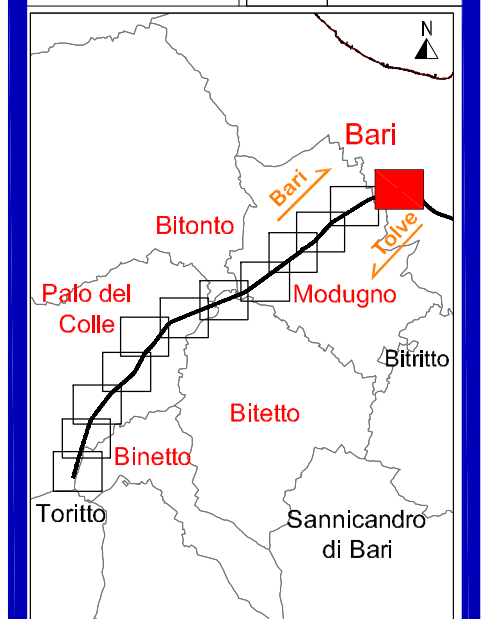 N
Bari
Bari
Bitonto
Tolve
Palo del
Colle
Modugno
Bitritto
Bitetto
Binetto
Toritto
Sannicandro
di Bari